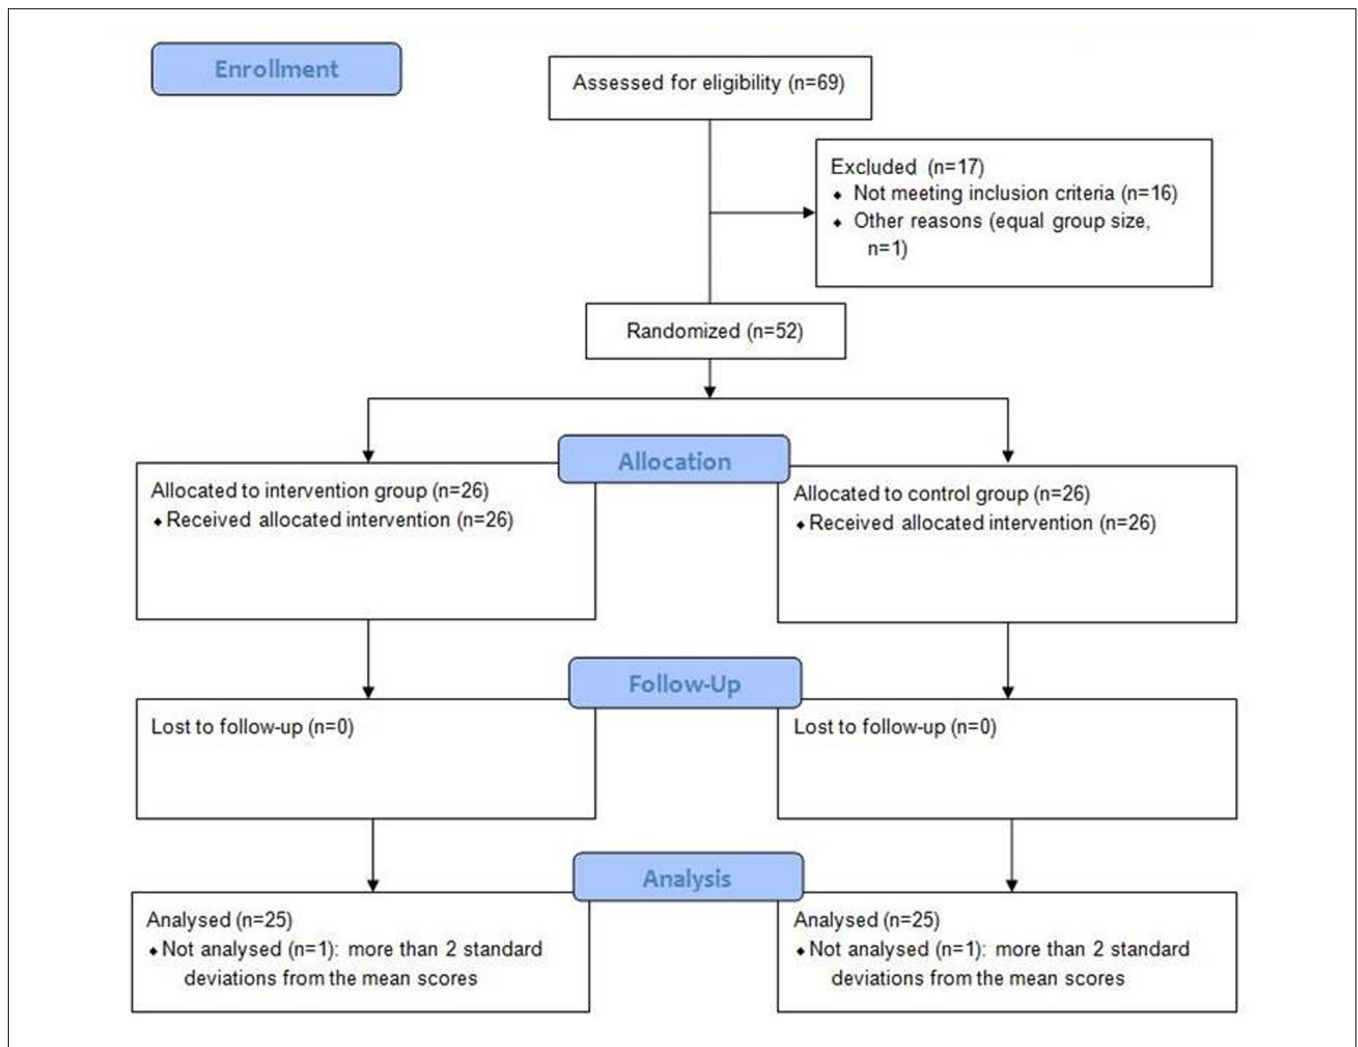 Enrollment
Assessed for eligibility (n=69)
Excluded (n=17)
⬥ Not meeting inclusion criteria (n=16)
⬥ Other reasons (equal group size,
n=1)
Randomized (n=52)
Allocation
Allocated to intervention group (n=26)
⬥ Received allocated intervention (n=26)
Allocated to control group (n=26)
⬥ Received allocated intervention (n=26)
Follow-Up
Lost to follow-up (n=0)
Lost to follow-up (n=0)
Analysis
Analysed (n=25)
⬥ Not analysed (n=1): more than 2 standard
deviations from the mean scores
Analysed (n=25)
⬥ Not analysed (n=1): more than 2 standard
deviations from the mean scores